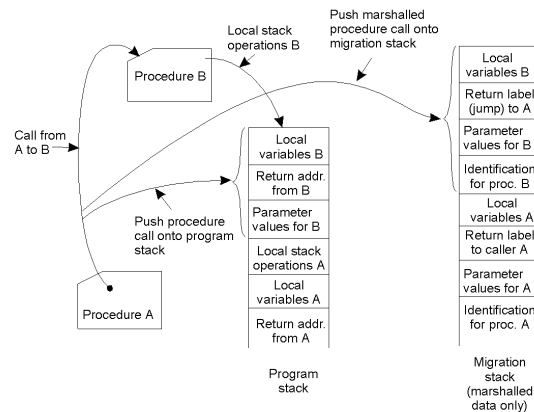 Local stack
operations B
Push marshalled
procedure call onto
migration stack
Procedure B
Call from
A to B
Push procedure
call onto program
stack
Procedure A
Local
variables B
Return addr.
from B
Parameter
values for B
Local stack
operations A
Local
variables A
Return addr.
from A
Program
stack
Local
variables B
Return label
(jump) to A
Parameter
values for B
Identification
for proc. B
Local
variables A
Return label
to caller A
Parameter
values for A
Identification
for proc. A
Migration
stack
(marshalled
data only)